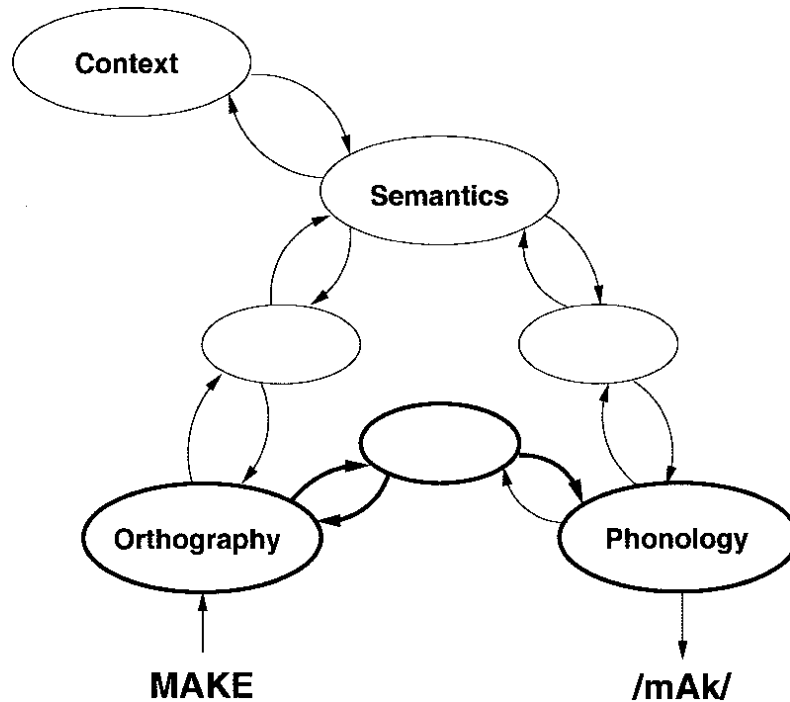 Context
Semantics
Orthography
Phonology
MAKE
/mAk/